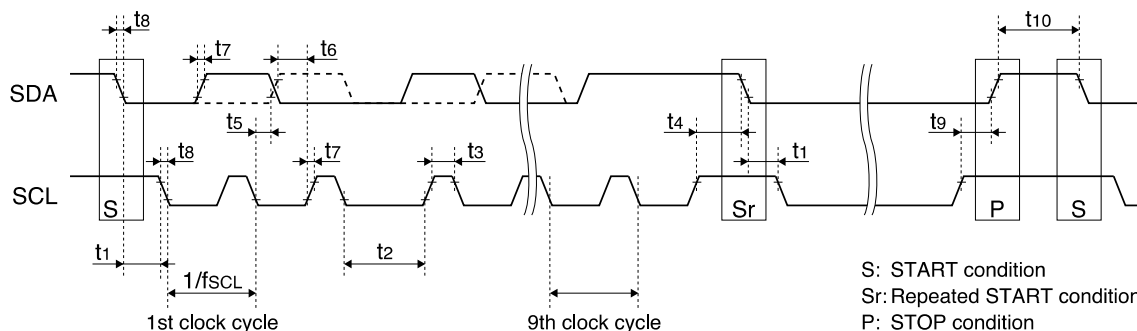 t8
t10
t7
t6
SDA
t5
t4
t9
t8
t7
t3
t1
SCL
S
Sr
P
S
t1
t2
1/fSCL
S: START condition
Sr: Repeated START condition
P: STOP condition
1st clock cycle
9th clock cycle